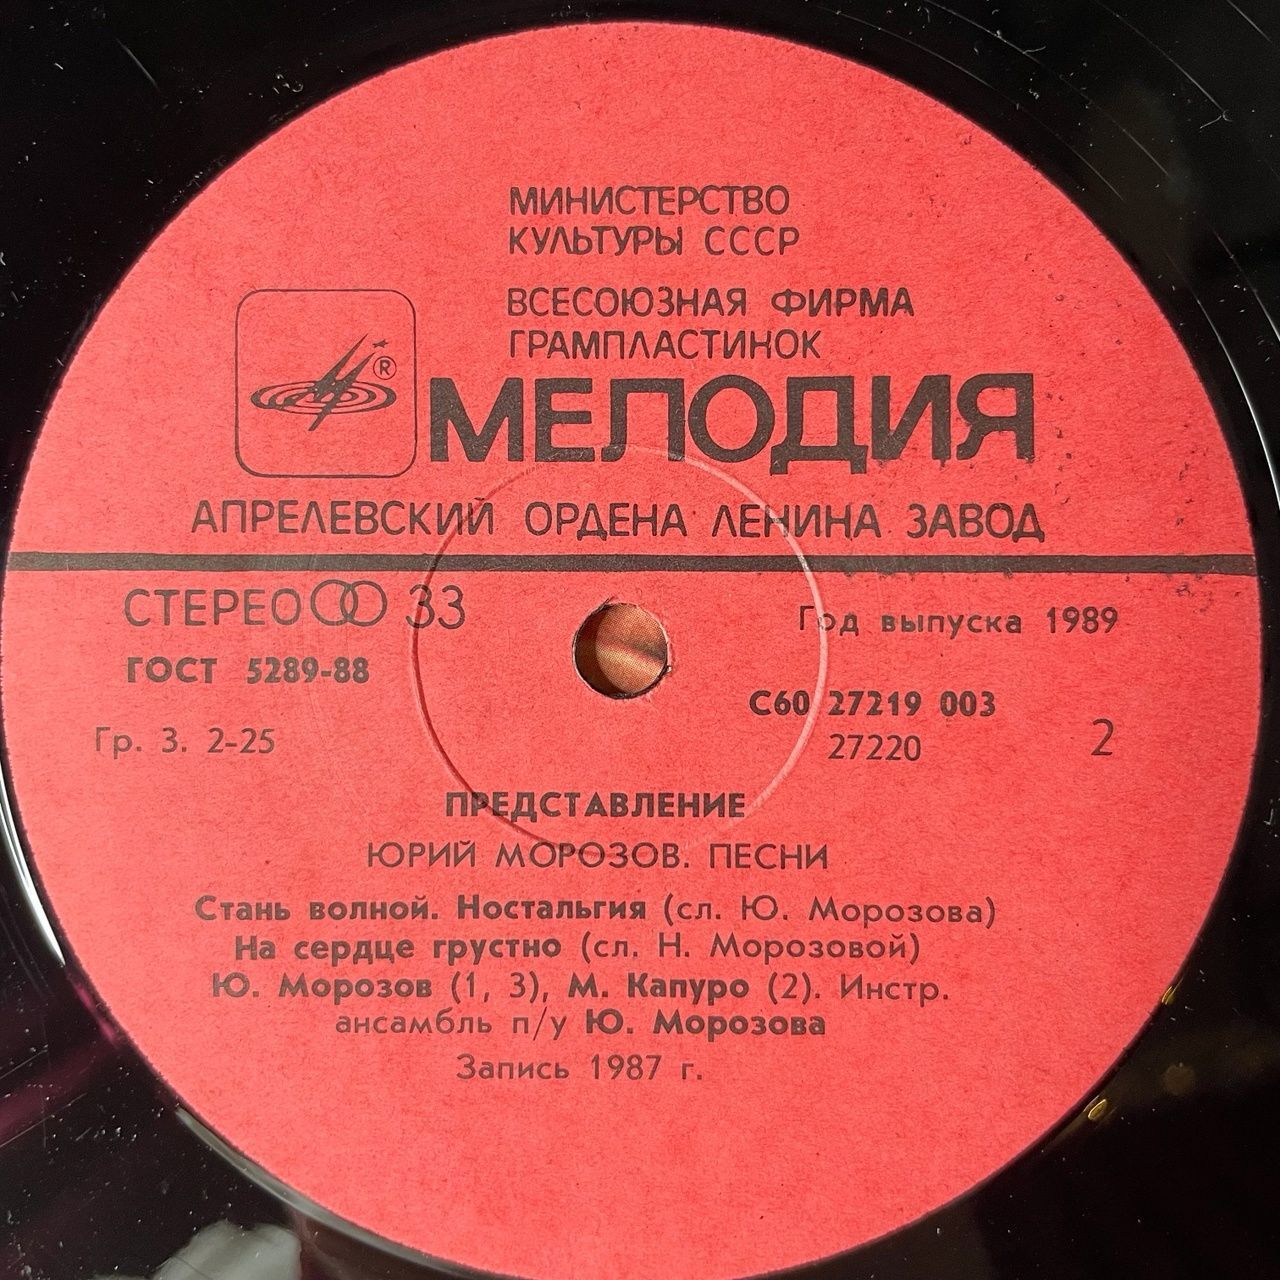 МИНИСТЕРСТВО
КУЛЬТУРЫ СССР
ВСЕСОЮЗНАЯ ФИРМА
ГРАМПЛАСТИНОК
®
МЕЛОДИЯ
АПРЕЛЕВСКИЙ ОРДЕНА ЛЕНИНА ЗАВОД
СТЕРЕО 33
Год выпуска 1989
ГОСТ 5289-88
С60 27219 003
Гр. 3. 2-25
27220
2
ПРЕДСТАВЛЕНИЕ
ЮРИЙ МОРОЗОВ. ПЕСНИ
Стань волной. Ностальгия (сл. Ю. Морозова)
На сердце грустно (сл. Н. Морозовой)
Ю. Морозов (1, 3), М. Капуро (2). Инстр.
ансамбль п/у Ю. Морозова
Запись 1987 г.